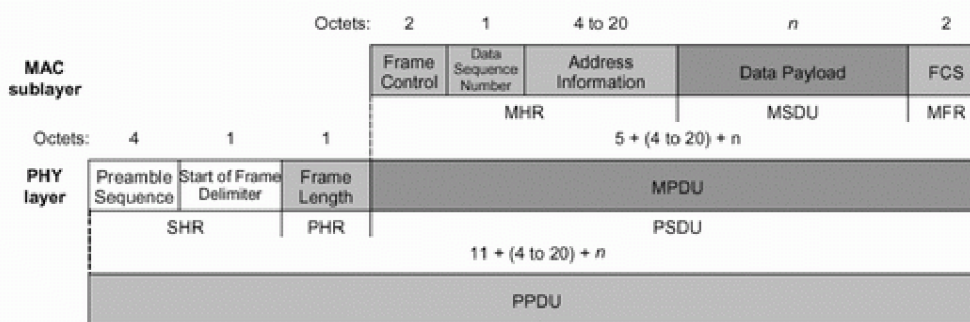 Octets: 2 1 4 to 20 n 2
MAC sublayer
Frame Control
Data Sequence Number
Address Information
Data Payload
FCS
MHR MSDU MFR
Octets: 4 1 1 5 + (4 to 20) + n
PHY layer
Preamble Sequence
Start of Frame Delimiter
Frame Length
MPDU
SHR PHR PSDU
11 + (4 to 20) + n
PPDU